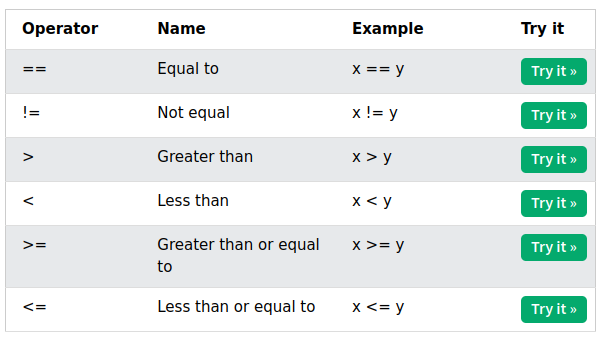 Operator Name Example Try it
== Equal to x == y Try it »
!= Not equal x != y Try it »
> Greater than x > y Try it »
< Less than x < y Try it »
>= Greater than or equal x >= y Try it »
to
<= Less than or equal to x <= y Try it »